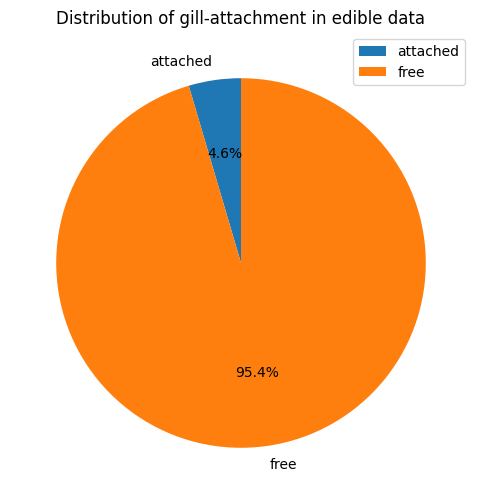 Distribution of gill-attachment in edible data
attached
free
attached
4.6%
95.4%
free